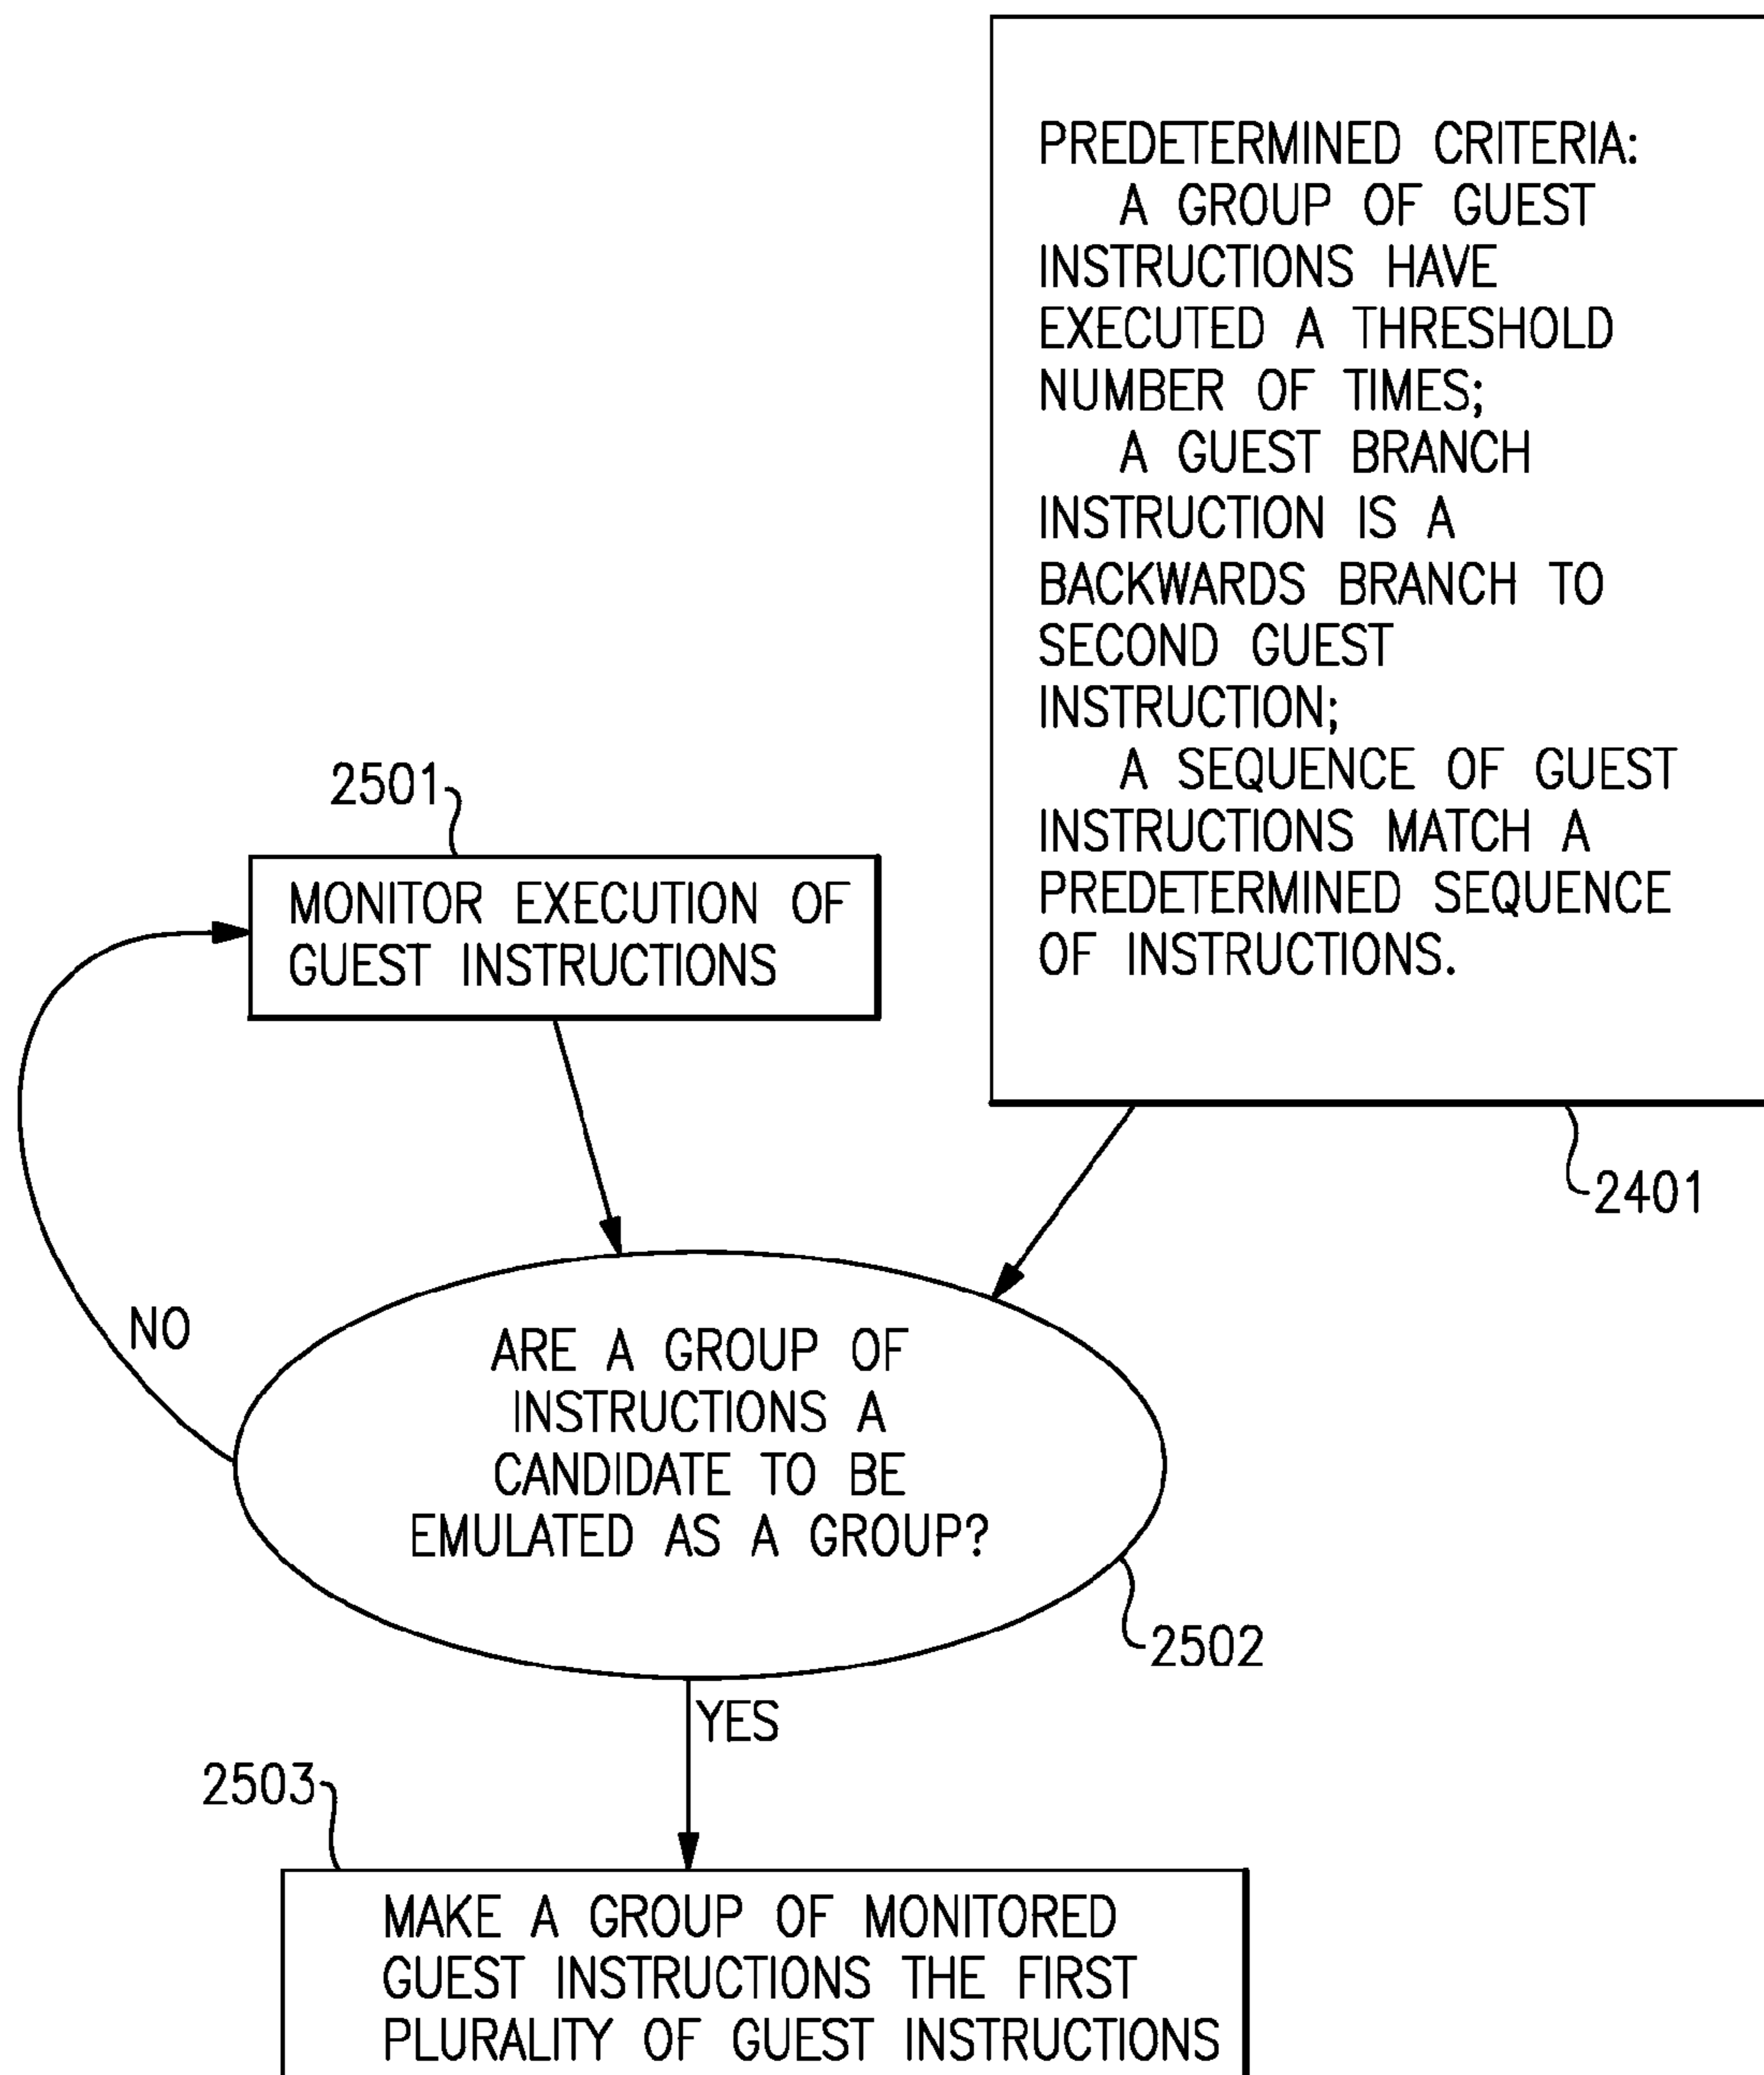 PREDETERMINED CRITERIA:
A GROUP OF GUEST
INSTRUCTIONS HAVE
EXECUTED A THRESHOLD
NUMBER OF TIMES;
A GUEST BRANCH
INSTRUCTION IS A
BACKWARDS BRANCH TO
SECOND GUEST
INSTRUCTION;
A SEQUENCE OF GUEST
INSTRUCTIONS MATCH A
PREDETERMINED SEQUENCE
OF INSTRUCTIONS.
2401
2501
MONITOR EXECUTION OF
GUEST INSTRUCTIONS
NO
ARE A GROUP OF
INSTRUCTIONS A
CANDIDATE TO BE
EMULATED AS A GROUP?
2502
YES
2503
MAKE A GROUP OF MONITORED
GUEST INSTRUCTIONS THE FIRST
PLURALITY OF GUEST INSTRUCTIONS